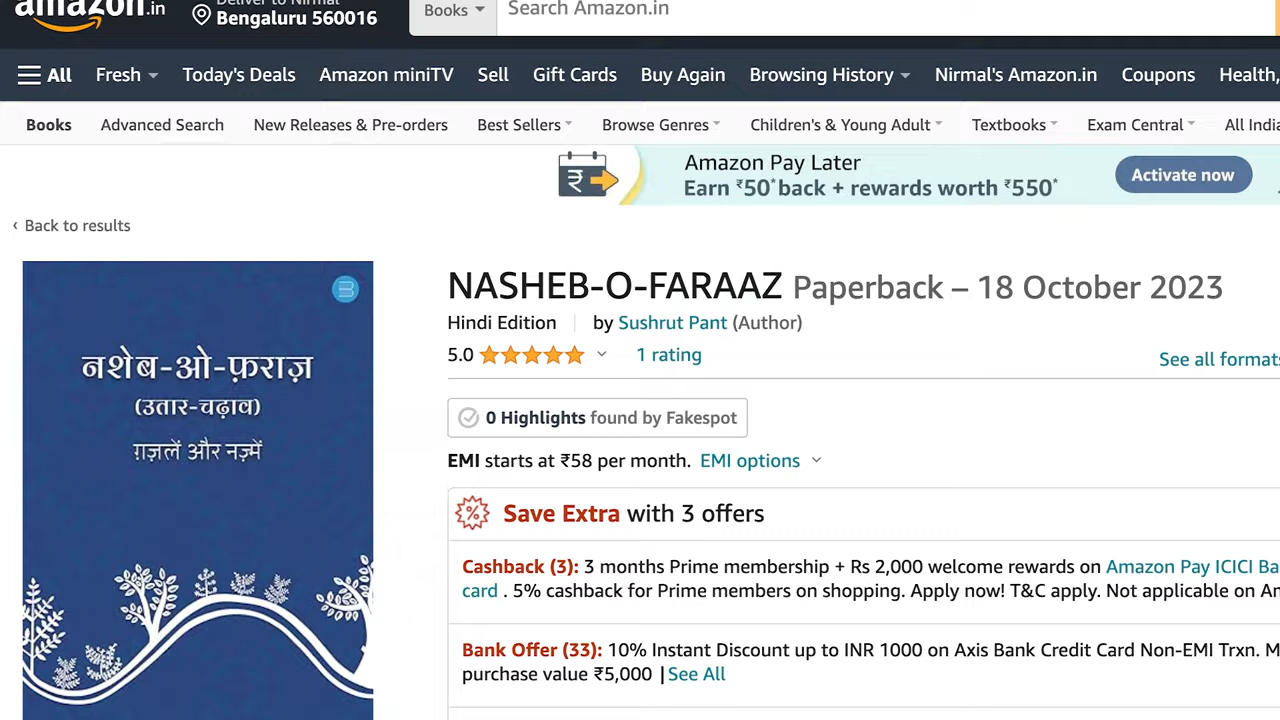 amazon.in
Deliver to Nirmal
Bengaluru 560016
Books
Search Amazon.in
All
Fresh
Today's Deals
Amazon miniTV
Sell
Gift Cards
Buy Again
Browsing History
Nirmal's Amazon.in
Coupons
Health,
Books
Advanced Search
New Releases & Pre-orders
Best Sellers
Browse Genres
Children's & Young Adult
Textbooks
Exam Central
All India
Amazon Pay Later
Earn ₹50* back + rewards worth ₹550*
Activate now
‹ Back to results
नशेब-ओ-फ़राज़
(उतार-चढ़ाव)
ग़ज़लें और नज़्में
NASHEB-O-FARAAZ Paperback – 18 October 2023
Hindi Edition
by Sushrut Pant (Author)
5.0
1 rating
See all formats
0 Highlights found by Fakespot
EMI starts at ₹58 per month. EMI options
Save Extra with 3 offers
Cashback (3): 3 months Prime membership + Rs 2,000 welcome rewards on Amazon Pay ICICI Ba
card . 5% cashback for Prime members on shopping. Apply now! T&C apply. Not applicable on Am
Bank Offer (33): 10% Instant Discount up to INR 1000 on Axis Bank Credit Card Non-EMI Trxn. M
purchase value ₹5,000 | See All